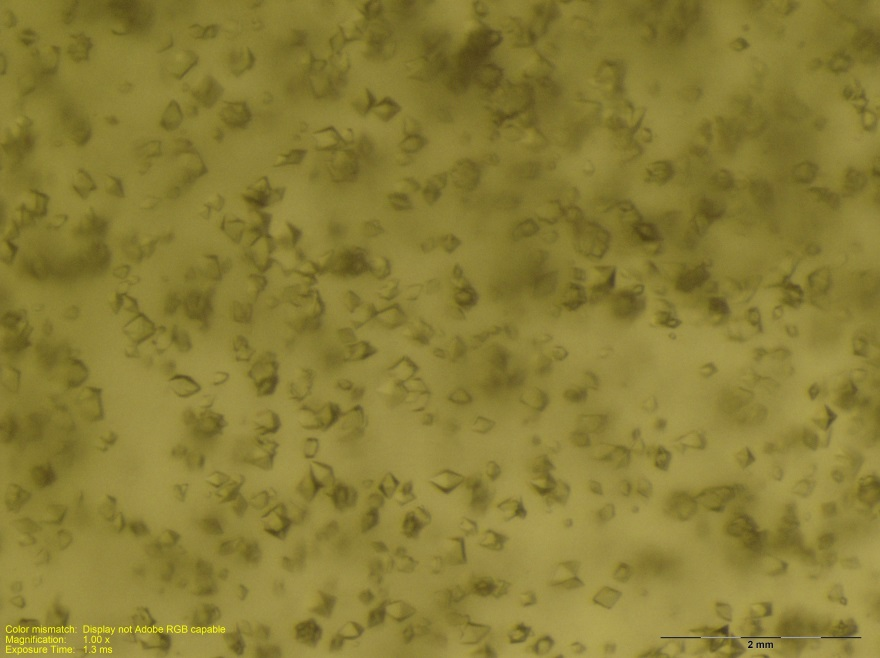 Color mismatch: Display not Adobe RGB capable
Magnification: 1.00 x
Exposure Time: 1.3 ms
2 mm